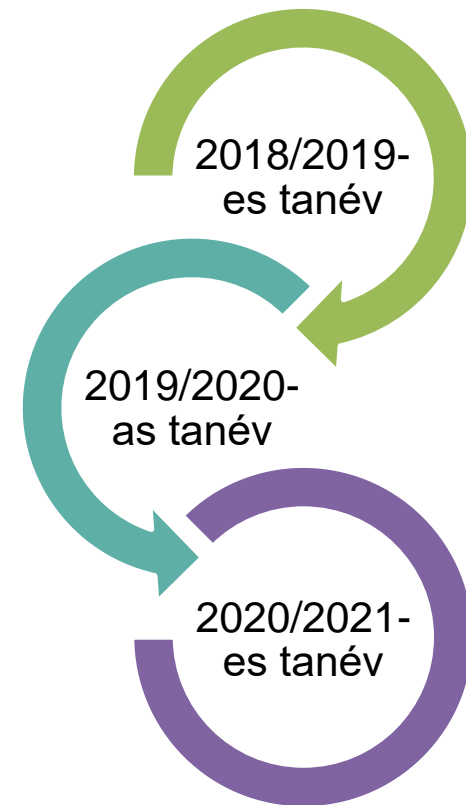 2018/2019-
es tanév
2019/2020-
as tanév
2020/2021-
es tanév